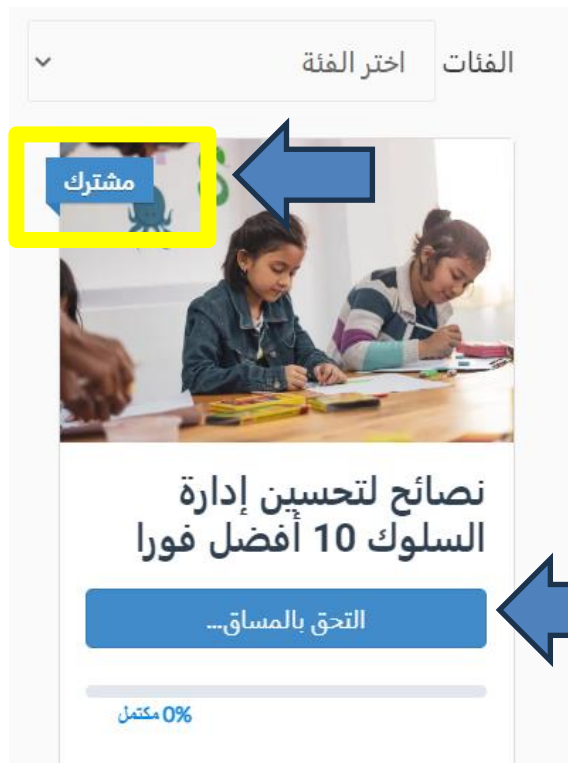 الفئات اختر الفئة
مشترك
نصائح لتحسين إدارة
السلوك 10 أفضل فورا
التحق بالمساق...
0% مكتمل